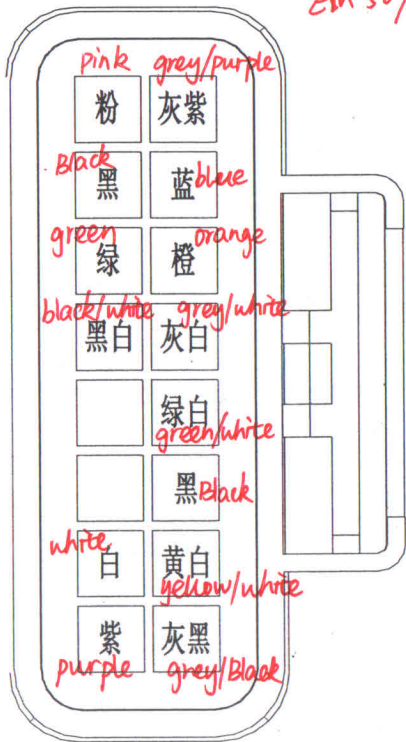 pink grey/purple
粉 灰紫
Black blue
黑 蓝
green orange
绿 橙
black/white grey/white
黑白 灰白
绿白
green/white
黑 Black
white
白 黄白
yellow/white
紫 灰黑
purple grey/Black